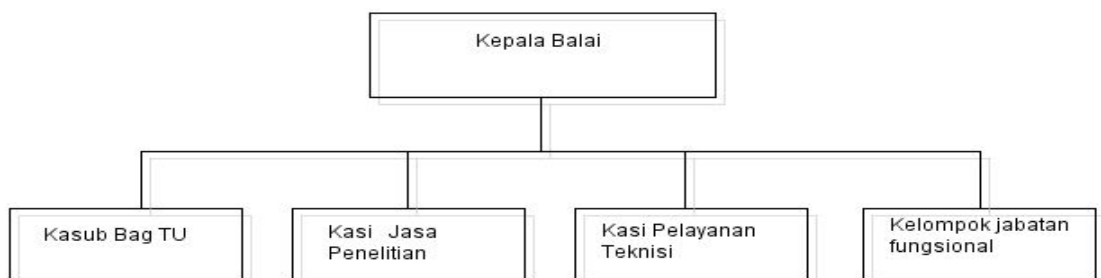 Kepala Balai
Kasub Bag TU
Kasi Jasa
Penelitian
Kasi Pelayanan
Teknisi
Kelompok jabatan
fungsional